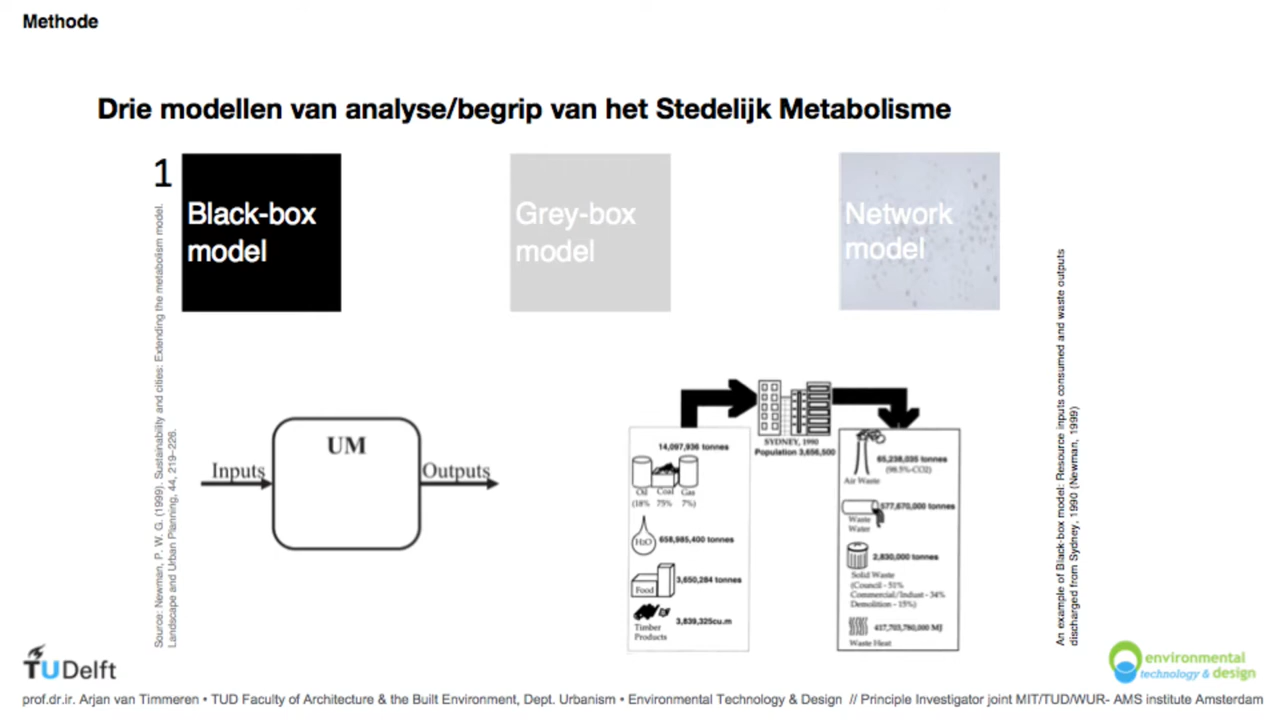 Methode
Drie modellen van analyse/begrip van het Stedelijk Metabolisme
1
Black-box
model
Grey-box
model
Network
model
Source: Newman, P. W. G. (1999). Sustainability and cities: Extending the metabolism model.
Landscape and Urban Planning, 44, 219–226.
UM
Inputs
Outputs
SYDNEY, 1990
Population 3,656,500
14,097,936 tonnes
Oil Coal Gas
(18% 75% 7%)
H2O 658,985,400 tonnes
Food 3,650,284 tonnes
Timber
Products
3,839,325cu.m
65,238,035 tonnes
(98.5%-CO2)
Air Waste
577,670,000 tonnes
Waste
Water
2,830,000 tonnes
Solid Waste
(Council - 51%
Commercial/Indust - 34%
Demolition - 15%)
417,703,780,000 MJ
Waste Heat
An example of Black-box model: Resource inputs consumed and waste outputs
discharged from Sydney, 1990 (Newman, 1999)
TUDelft
environmental
technology & design
prof.dr.ir. Arjan van Timmeren • TUD Faculty of Architecture & the Built Environment, Dept. Urbanism • Environmental Technology & Design // Principle Investigator joint MIT/TUD/WUR- AMS institute Amsterdam